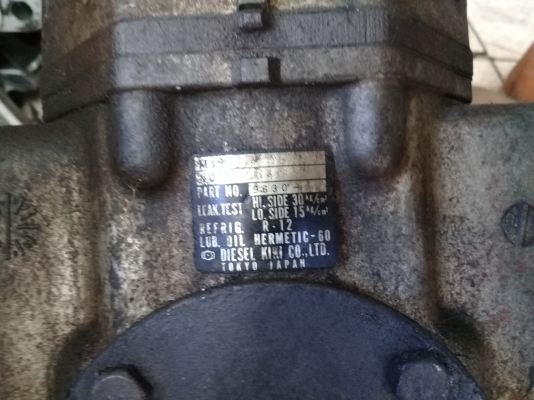 PART NO.
LEAK.TEST HI. SIDE 30 kg/cm²
LO. SIDE 15 kg/cm²
REFRIG. R-12
LUB. OIL HERMETIC-60
DIESEL KIKI CO.,LTD.
TOKYO JAPAN